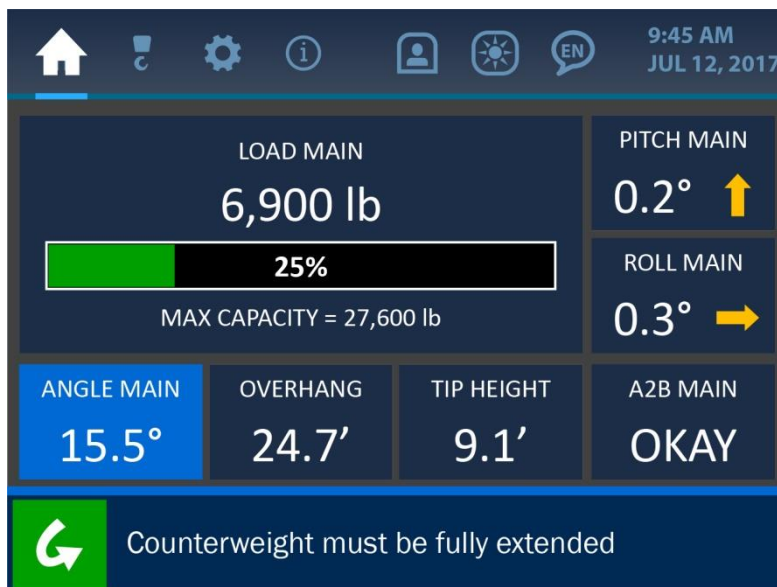 EN
9:45 AM
JUL 12, 2017
LOAD MAIN
6,900 lb
25%
MAX CAPACITY = 27,600 lb
PITCH MAIN
0.2°
ROLL MAIN
0.3°
ANGLE MAIN
15.5°
OVERHANG
24.7’
TIP HEIGHT
9.1’
A2B MAIN
OKAY
Counterweight must be fully extended